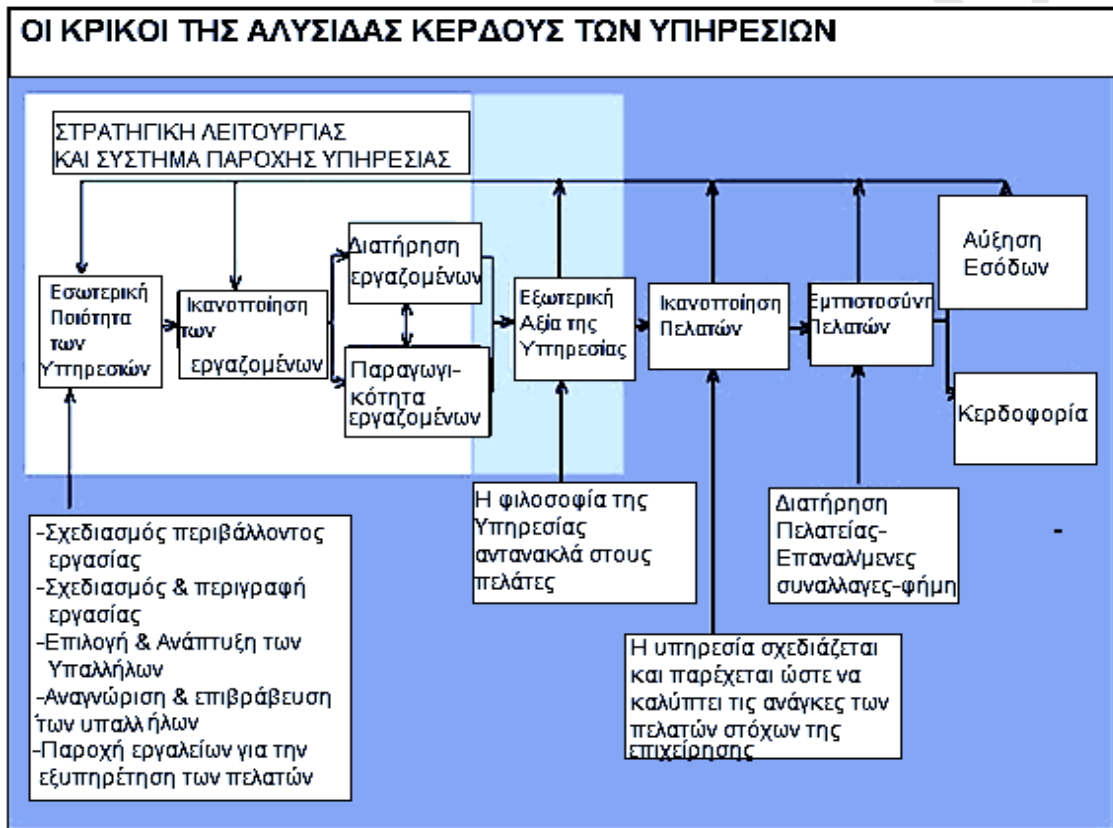 ΟΙ ΚΡΙΚΟΙ ΤΗΣ ΑΛΥΣΙΔΑΣ ΚΕΡΔΟΥΣ ΤΩΝ ΥΠΗΡΕΣΙΩΝ
ΣΤΡΑΤΗΓΙΚΗ ΛΕΙΤΟΥΡΓΙΑΣ
ΚΑΙ ΣΥΣΤΗΜΑ ΠΑΡΟΧΗΣ ΥΠΗΡΕΣΙΑΣ
Εσωτερική
Ποιότητα
των
Υπηρεσιών
Ικανοποίηση
των
εργαζομένων
Διατήρηση
εργαζομένων
Παραγωγι-
κότητα
εργαζομένων
Εξωτερική
Αξία της
Υπηρεσίας
Ικανοποίηση
Πελατών
Εμπιστοσύνη
Πελατών
Αύξηση
Εσόδων
Κερδοφορία
-Σχεδιασμός περιβάλλοντος
εργασίας
-Σχεδιασμός & περιγραφή
εργασίας
-Επιλογή & Ανάπτυξη των
Υπαλλήλων
-Αναγνώριση & επιβράβευση
των υπαλλήλων
-Παροχή εργαλείων για την
εξυπηρέτηση των πελατών
Η φιλοσοφία της
Υπηρεσίας
αντανακλά στους
πελάτες
Η υπηρεσία σχεδιάζεται
και παρέχεται ώστε να
καλύπτει τις ανάγκες των
πελατών στόχων της
επιχείρησης
Διατήρηση
Πελατείας-
Επαναλ/μενες
συναλλαγες-φήμη
-